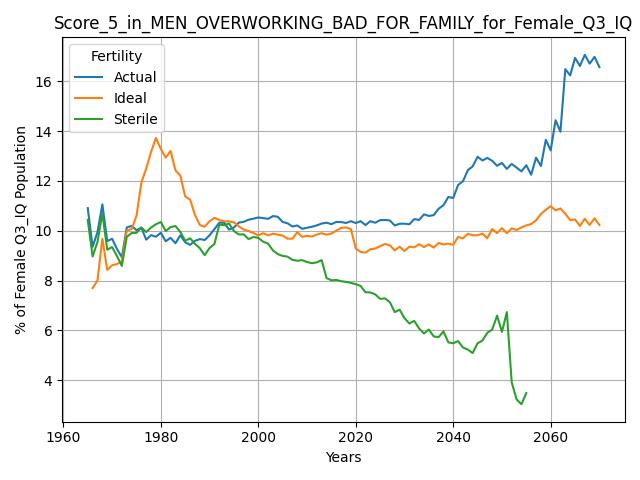 Score_5_in_MEN_OVERWORKING_BAD_FOR_FAMILY_for_Female_Q3_IQ
Fertility
Actual
Ideal
Sterile
% of Female Q3_IQ Population
16
14
12
10
8
6
4
1960
1980
2000
2020
2040
2060
Years